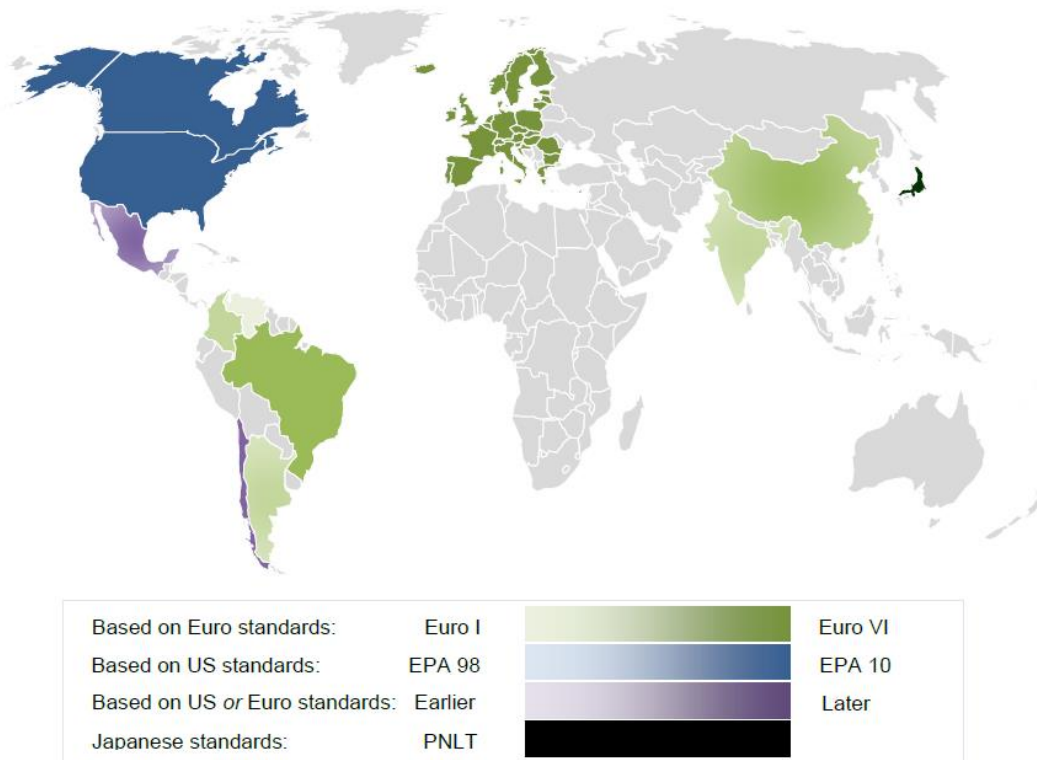 Based on Euro standards: Euro I Euro VI
Based on US standards: EPA 98 EPA 10
Based on US or Euro standards: Earlier Later
Japanese standards: PNLT